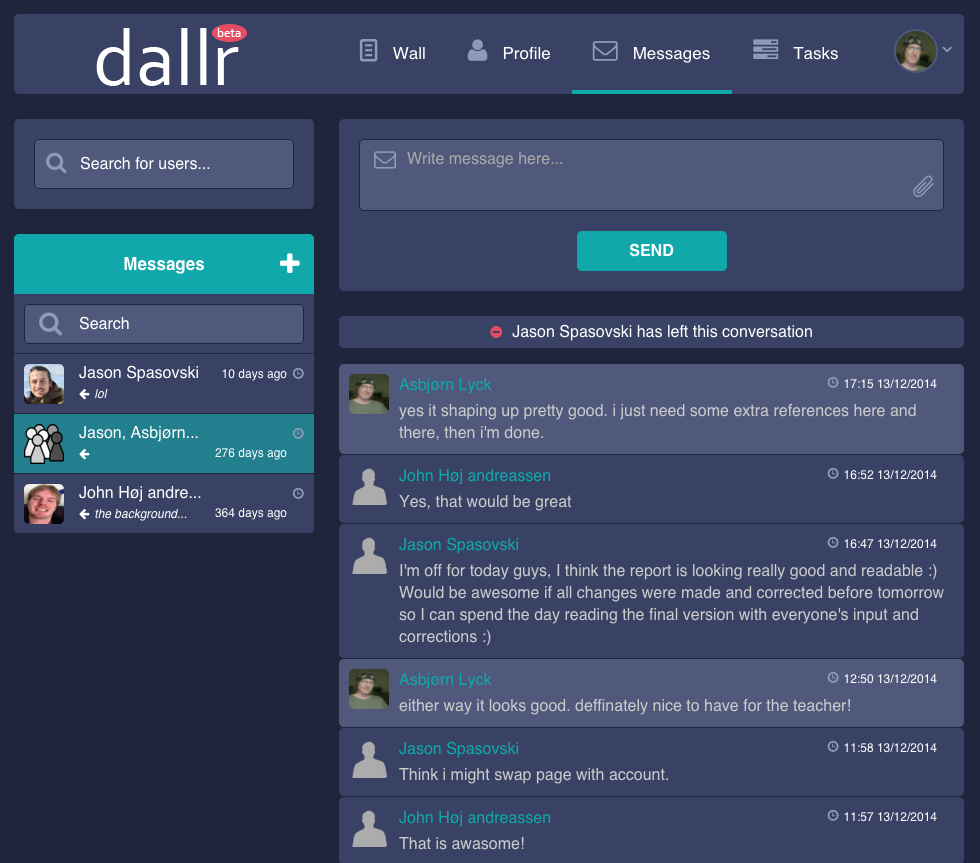 dallr beta
Wall
Profile
Messages
Tasks
Search for users...
Messages
Search
Jason Spasovski 10 days ago
lol
Jason, Asbjørn...
276 days ago
John Høj andre...
the background... 364 days ago
Write message here...
SEND
Jason Spasovski has left this conversation
Asbjørn Lyck 17:15 13/12/2014
yes it shaping up pretty good. i just need some extra references here and
there, then i'm done.
John Høj andreassen 16:52 13/12/2014
Yes, that would be great
Jason Spasovski 16:47 13/12/2014
I'm off for today guys, I think the report is looking really good and readable :)
Would be awesome if all changes were made and corrected before tomorrow
so I can spend the day reading the final version with everyone's input and
corrections :)
Asbjørn Lyck 12:50 13/12/2014
either way it looks good. deffinately nice to have for the teacher!
Jason Spasovski 11:58 13/12/2014
Think i might swap page with account.
John Høj andreassen 11:57 13/12/2014
That is awasome!